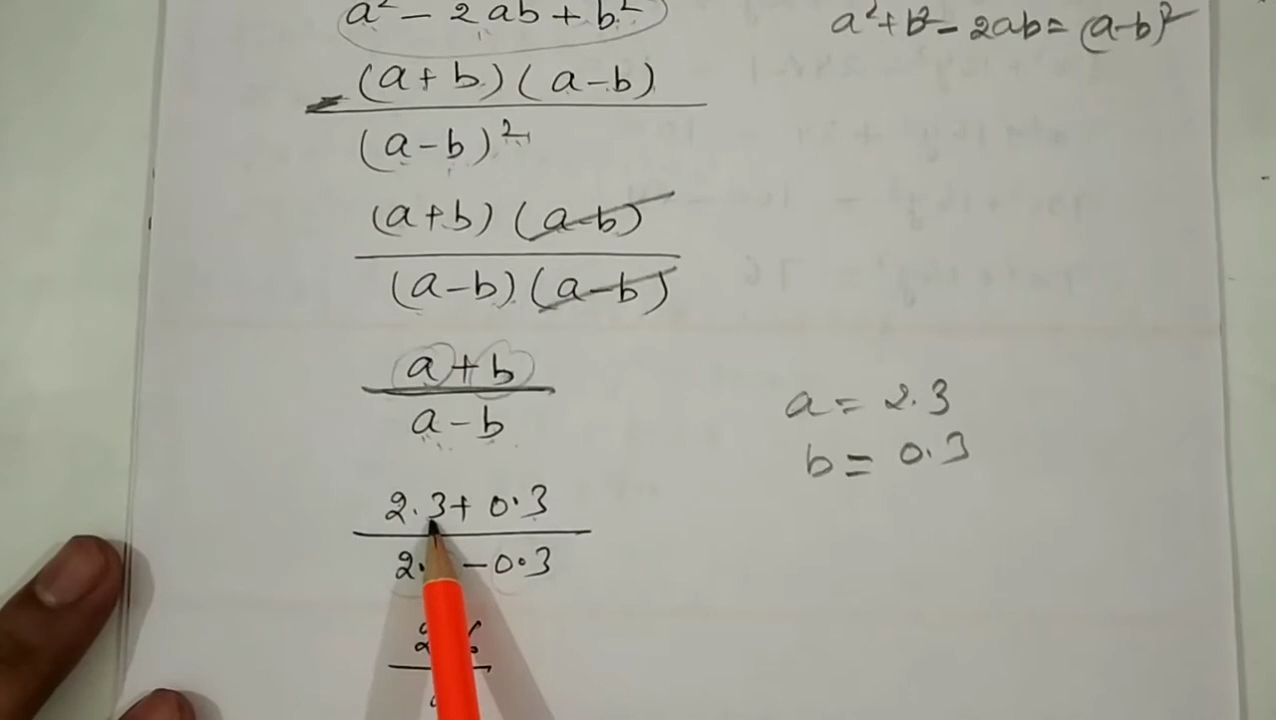 a² - 2ab + b²
a² + b² - 2ab = (a-b)²
(a+b)(a-b)
(a-b)²
(a+b)(a-b)
(a-b)(a-b)
a+b
a-b
a = 2.3
b = 0.3
2.3+0.3
-0.3